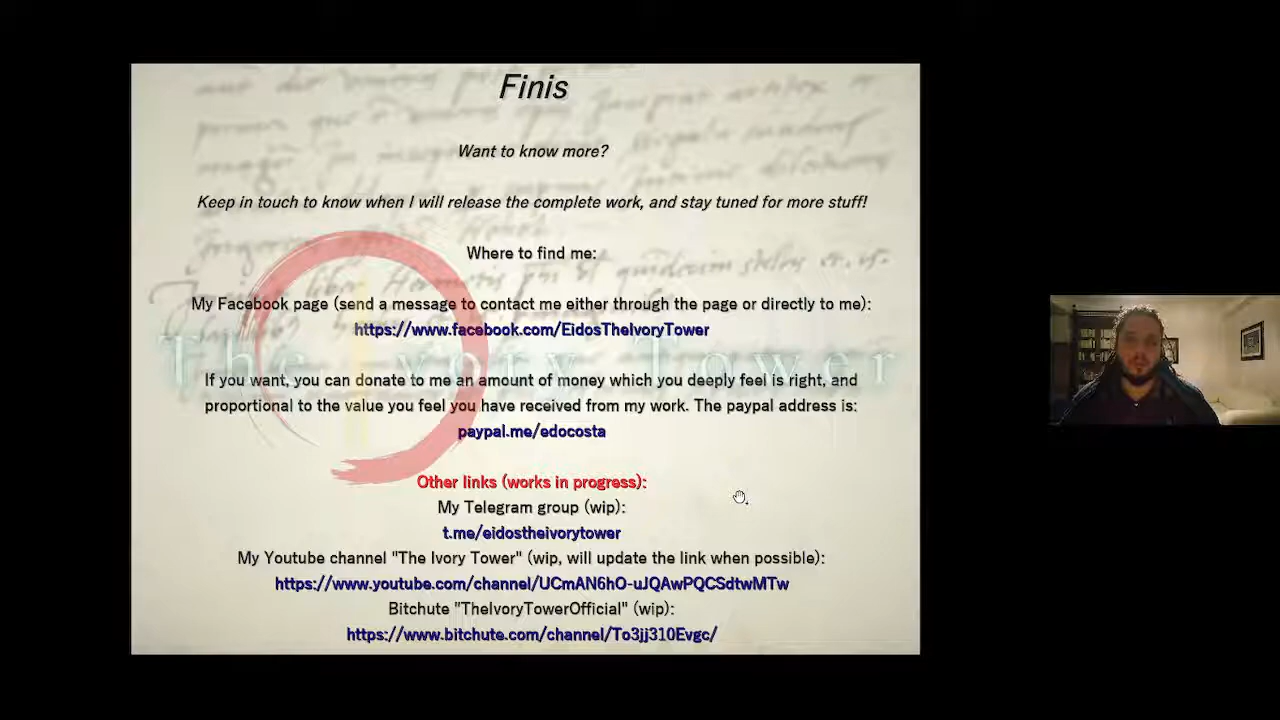 Finis
Want to know more?
Keep in touch to know when I will release the complete work, and stay tuned for more stuff!
Where to find me:
My Facebook page (send a message to contact me either through the page or directly to me):
https://www.facebook.com/EidosTheIvoryTower
The Ivory Tower
If you want, you can donate to me an amount of money which you deeply feel is right, and
proportional to the value you feel you have received from my work. The paypal address is:
paypal.me/edocosta
Other links (works in progress):
My Telegram group (wip):
t.me/eidostheivorytower
My Youtube channel "The Ivory Tower" (wip, will update the link when possible):
https://www.youtube.com/channel/UCmAN6hO-uJQAwPQCSdtwMTw
Bitchute "TheIvoryTowerOfficial" (wip):
https://www.bitchute.com/channel/To3jj310Evgc/